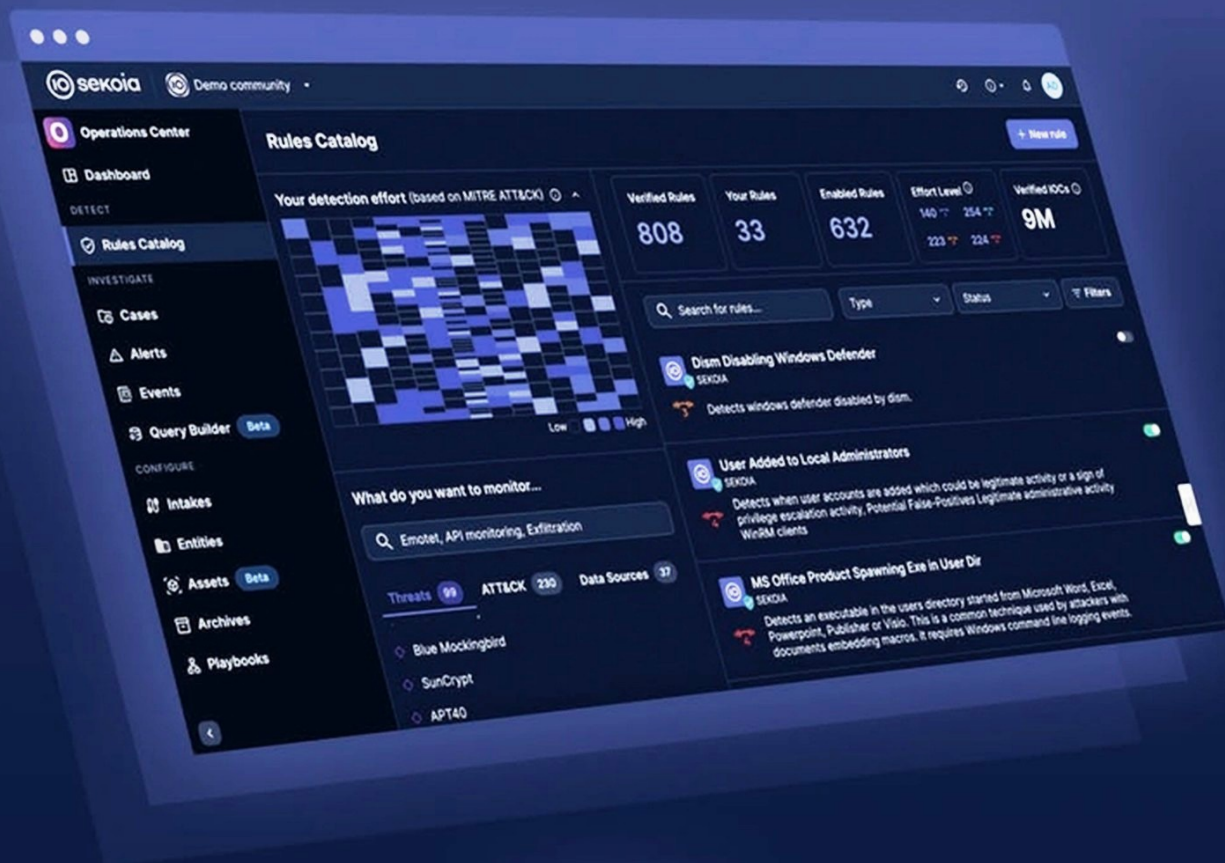 sekoia
Demo community
Operations Center
Dashboard
DETECT
Rules Catalog
INVESTIGATE
Cases
Alerts
Events
Query Builder Beta
CONFIGURE
Intakes
Entities
Assets Beta
Archives
Playbooks
Rules Catalog
+ New rule
Your detection effort (based on MITRE ATT&CK)
Low High
What do you want to monitor...
Emotet, API monitoring, Exfiltration
Threats 99 ATT&CK 230 Data Sources 37
Blue Mockingbird
SunCrypt
APT40
Verified Rules
808
Your Rules
33
Enabled Rules
632
Effort Level
140 254
223 224
Verified IOCs
9M
Search for rules...
Type
Status
Filters
Dism Disabling Windows Defender
SEKOIA
Detects windows defender disabled by dism.
User Added to Local Administrators
SEKOIA
Detects when user accounts are added which could be legitimate activity or a sign of
privilege escalation activity, Potential False-Positives Legitimate administrative activity
WinRM clients
MS Office Product Spawning Exe in User Dir
SEKOIA
Detects an executable in the users directory started from Microsoft Word, Excel,
Powerpoint, Publisher or Visio. This is a common technique used by attackers with
documents embedding macros. It requires Windows command line logging events.